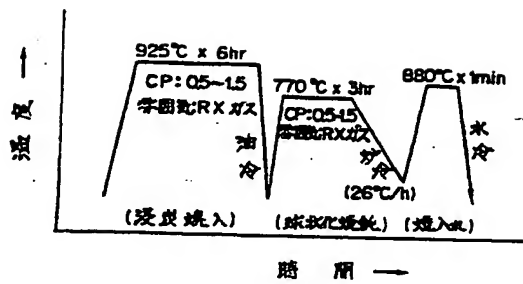 925℃ x 6hr
CP:0.5~1.5
雰囲気:RXガス
油冷
770℃ x 3hr
CP:0.5-1.5
雰囲気:RXガス
炉冷
(26℃/h)
880℃ x 1min
水冷
(浸炭焼入)
(球状化焼鈍)
(焼入れ)
温度
時間